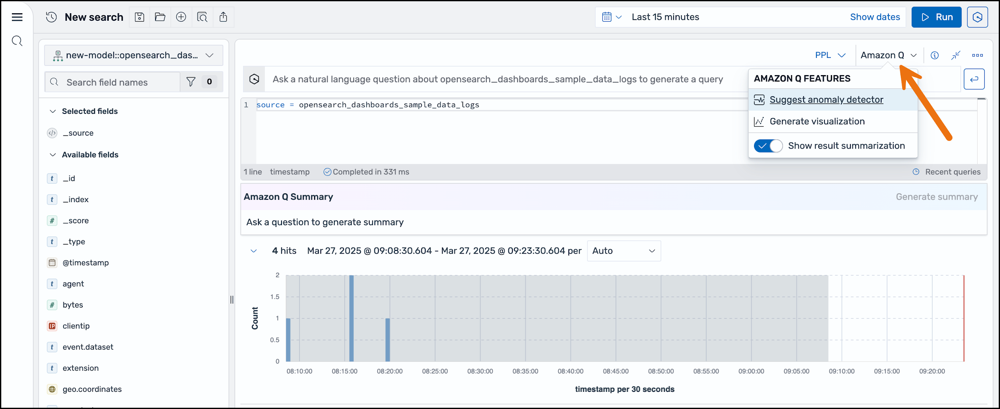 New search
Last 15 minutes
Show dates
Run
new-model::opensearch_das...
Search field names
0
Selected fields
_source
Available fields
t _id
t _index
# _score
t _type
@timestamp
t agent
# bytes
IP clientip
t event.dataset
t extension
geo.coordinates
PPL
Amazon Q
Ask a natural language question about opensearch_dashboards_sample_data_logs to generate a query
AMAZON Q FEATURES
Suggest anomaly detector
Generate visualization
Show result summarization
1 source = opensearch_dashboards_sample_data_logs
1 line timestamp Completed in 331 ms
Recent queries
Amazon Q Summary
Generate summary
Ask a question to generate summary
4 hits Mar 27, 2025 @ 09:08:30.604 - Mar 27, 2025 @ 09:23:30.604 per Auto
2
1.5
1
0.5
0
Count
08:10:00 08:15:00 08:20:00 08:25:00 08:30:00 08:35:00 08:40:00 08:45:00 08:50:00 08:55:00 09:00:00 09:05:00 09:10:00 09:15:00 09:20:00
timestamp per 30 seconds